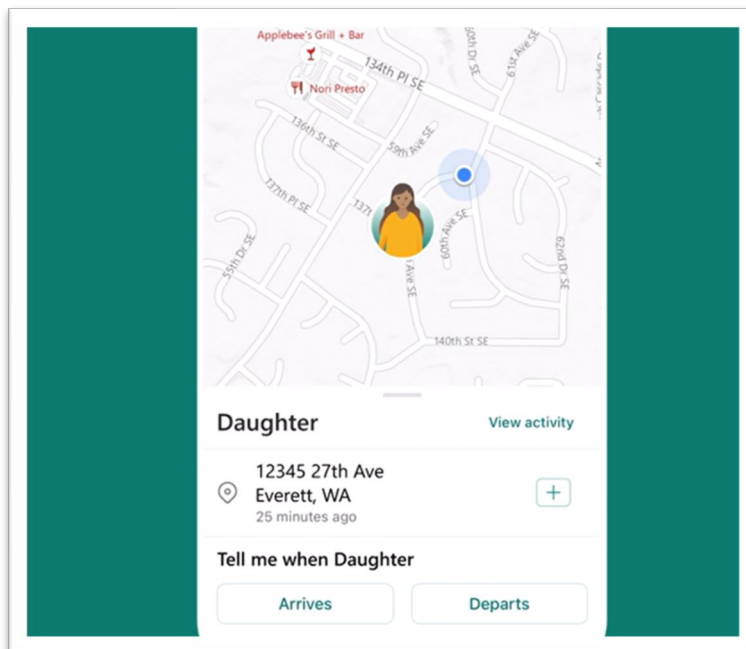 Applebee's Grill + Bar
134th Pl SE
60th Dr SE
61st Ave SE
Nori Presto
136th St SE
59th Ave SE
137th Pl SE
137t
60th Ave SE
55th Dr SE
62nd Dr SE
Ave SE
140th St SE
Daughter
View activity
12345 27th Ave
Everett, WA
25 minutes ago
Tell me when Daughter
Arrives
Departs